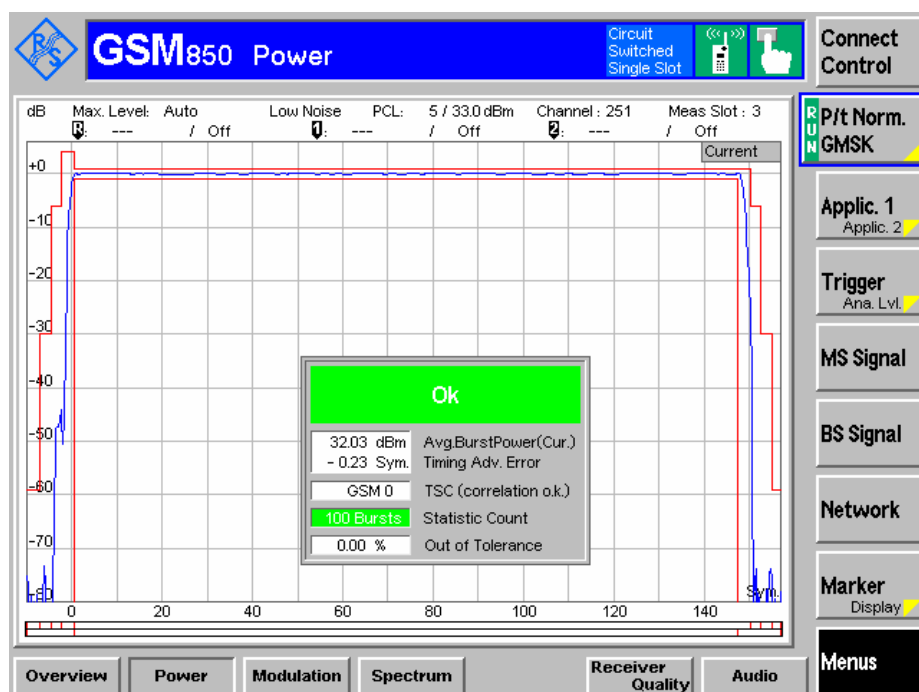 R&S
GSM850 Power
Circuit
Switched
Single Slot
Connect
Control
dB Max. Level: Auto Low Noise PCL: 5 / 33.0 dBm Channel : 251 Meas Slot : 3
R: --- / Off 1: --- / Off 2: --- / Off
Current
RUN
P/t Norm.
GMSK
Applic. 1
Applic. 2
Trigger
Ana. Lvl.
MS Signal
BS Signal
Network
Marker
Display
Menus
+0
-10
-20
-30
-40
-50
-60
-70
-80
Ok
32.03 dBm Avg.BurstPower(Cur.)
- 0.23 Sym. Timing Adv. Error
GSM 0 TSC (correlation o.k.)
100 Bursts Statistic Count
0.00 % Out of Tolerance
Sym.
0 20 40 60 80 100 120 140
Overview Power Modulation Spectrum Receiver Quality Audio